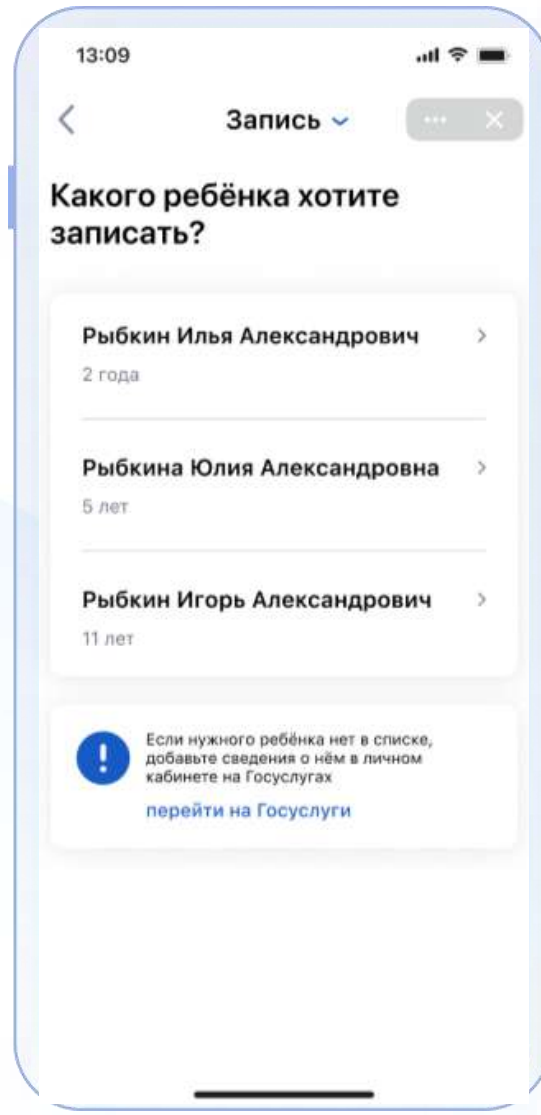 13:09
Запись
Какого ребёнка хотите
записать?
Рыбкин Илья Александрович
2 года
Рыбкина Юлия Александровна
5 лет
Рыбкин Игорь Александрович
11 лет
Если нужного ребёнка нет в списке,
добавьте сведения о нём в личном
кабинете на Госуслугах
перейти на Госуслуги